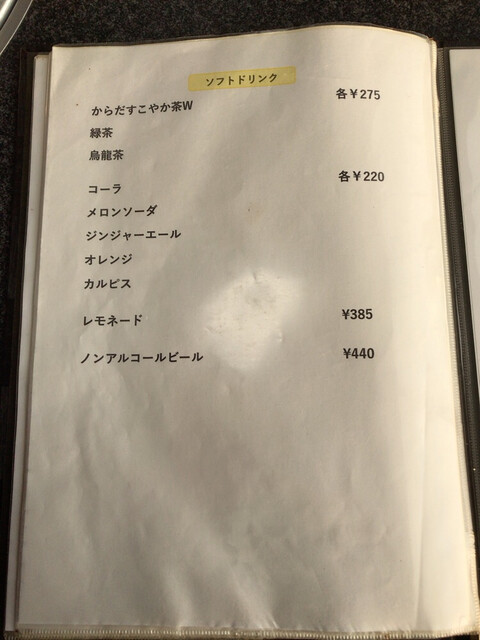 ソフトドリンク
からだすこやか茶W 各￥275
緑茶
烏龍茶
コーラ 各￥220
メロンソーダ
ジンジャーエール
オレンジ
カルピス
レモネード ¥385
ノンアルコールビール ¥440